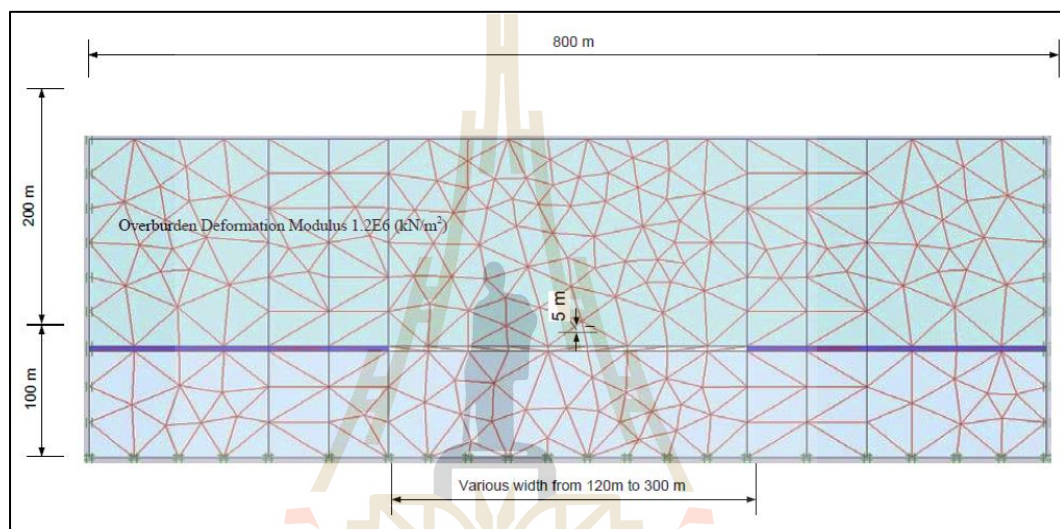 800 m
200 m
Overburden Deformation Modulus 1.2E6 (kN/m²)
5 m
100 m
Various width from 120m to 300 m